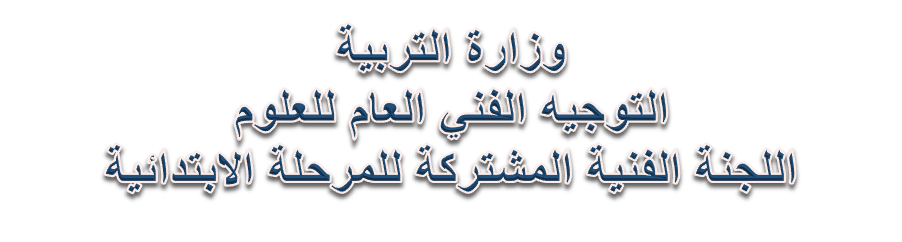 وزارة التربية
التوجيه الفني العام للعلوم
اللجنة الفنية المشتركة للمرحلة الابتدائية